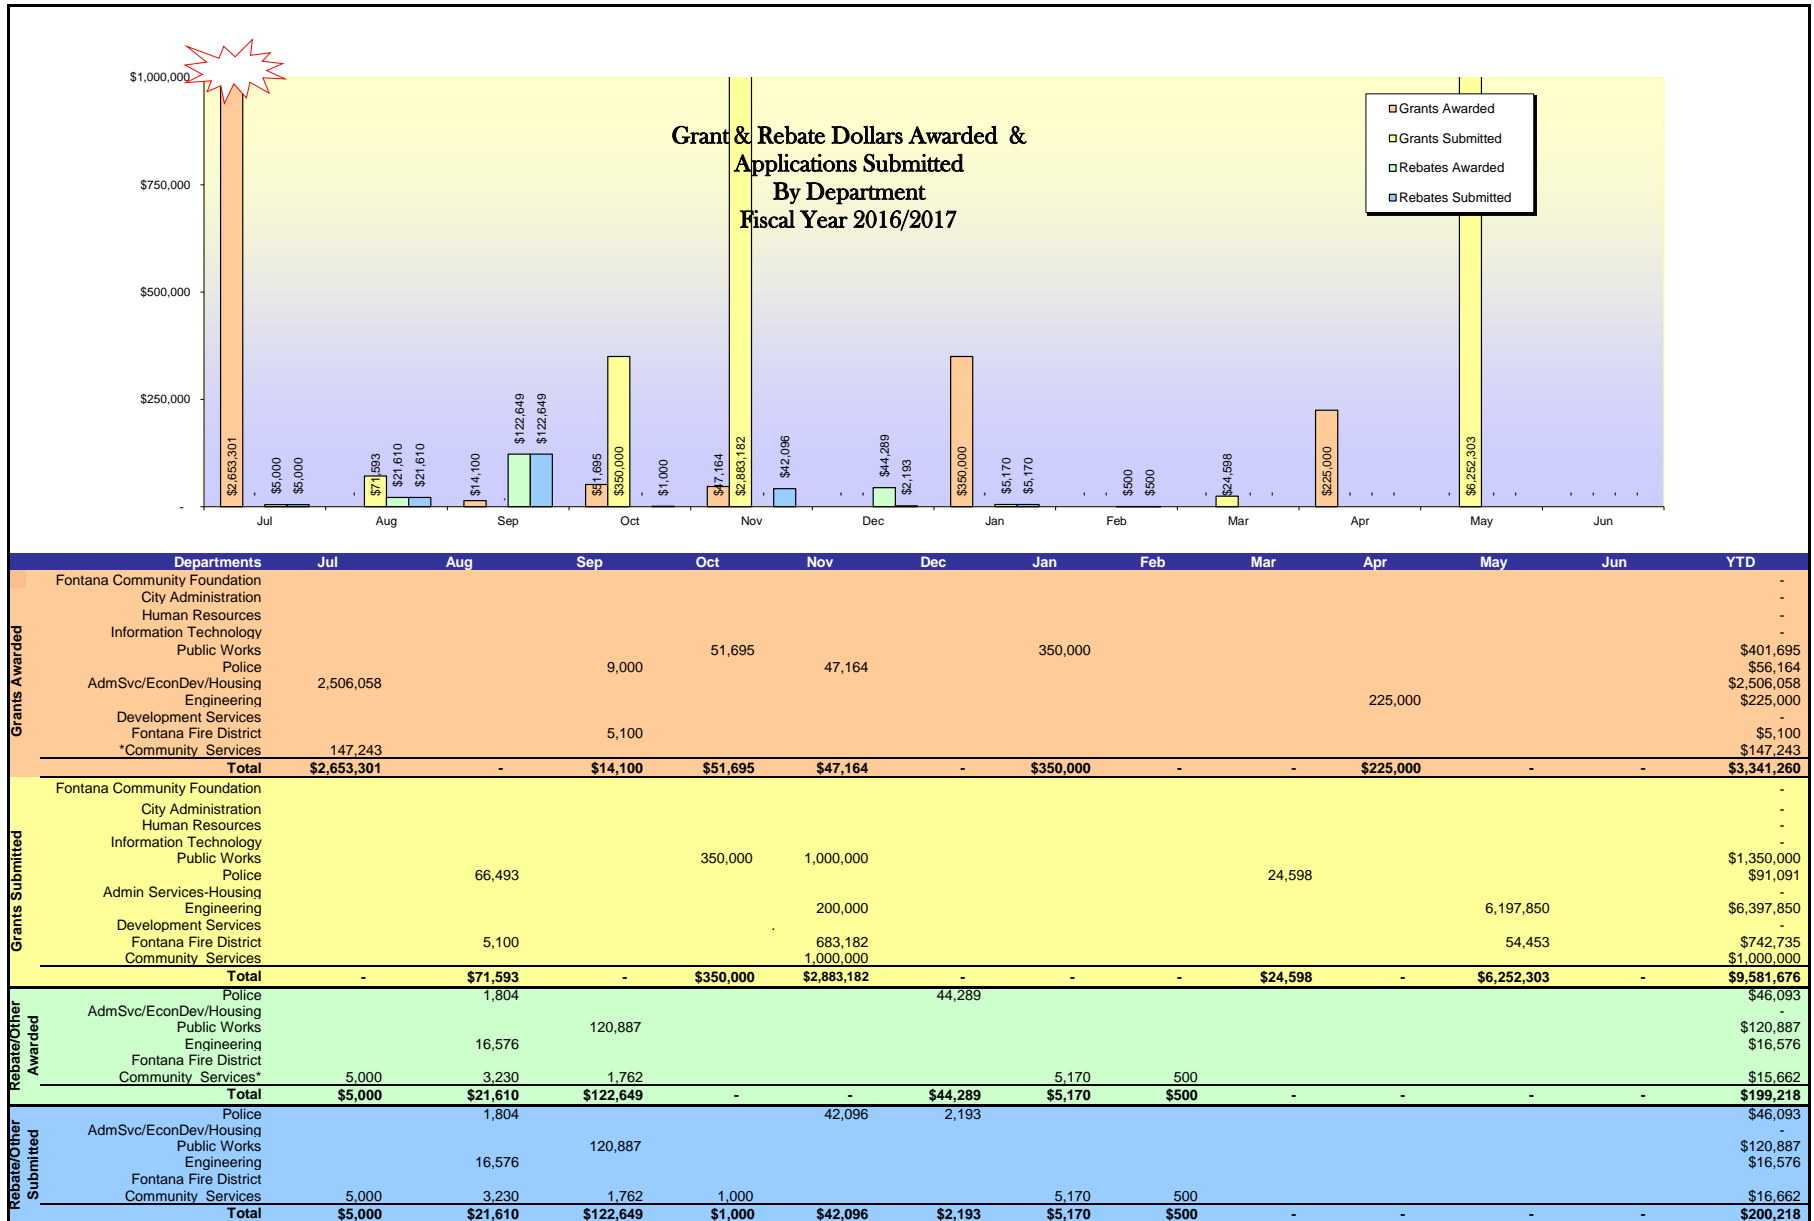 $1,000,000
$750,000
$500,000
$250,000
-
Grant & Rebate Dollars Awarded &
Applications Submitted
By Department
Fiscal Year 2016/2017
Grants Awarded
Grants Submitted
Rebates Awarded
Rebates Submitted
$2,653,301 $5,000 $5,000 $71,593 $21,610 $21,610 $14,100 $122,649 $122,649 $51,695 $350,000 $1,000 $47,164 $2,883,182 $42,096 $44,289 $2,193 $350,000 $5,170 $5,170 $500 $500 $24,598 $225,000 $6,252,303
Jul Aug Sep Oct Nov Dec Jan Feb Mar Apr May Jun
Departments Jul Aug Sep Oct Nov Dec Jan Feb Mar Apr May Jun YTD
Grants Awarded
Fontana Community Foundation -
City Administration -
Human Resources -
Information Technology -
Public Works 51,695 350,000 $401,695
Police 9,000 47,164 $56,164
AdmSvc/EconDev/Housing 2,506,058 $2,506,058
Engineering 225,000 $225,000
Development Services -
Fontana Fire District 5,100 $5,100
*Community Services 147,243 $147,243
Total $2,653,301 - $14,100 $51,695 $47,164 - $350,000 - - $225,000 - - $3,341,260
Grants Submitted
Fontana Community Foundation -
City Administration -
Human Resources -
Information Technology -
Public Works 350,000 1,000,000 $1,350,000
Police 66,493 24,598 $91,091
Admin Services-Housing -
Engineering 200,000 6,197,850 $6,397,850
Development Services . -
Fontana Fire District 5,100 683,182 54,453 $742,735
Community Services 1,000,000 $1,000,000
Total - $71,593 - $350,000 $2,883,182 - - - $24,598 - $6,252,303 - $9,581,676
Rebate/Other
Awarded
Police 1,804 44,289 $46,093
AdmSvc/EconDev/Housing -
Public Works 120,887 $120,887
Engineering 16,576 $16,576
Fontana Fire District
Community Services* 5,000 3,230 1,762 5,170 500 $15,662
Total $5,000 $21,610 $122,649 - - $44,289 $5,170 $500 - - - - $199,218
Rebate/Other
Submitted
Police 1,804 42,096 2,193 $46,093
AdmSvc/EconDev/Housing -
Public Works 120,887 $120,887
Engineering 16,576 $16,576
Fontana Fire District
Community Services 5,000 3,230 1,762 1,000 5,170 500 $16,662
Total $5,000 $21,610 $122,649 $1,000 $42,096 $2,193 $5,170 $500 - - - - $200,218